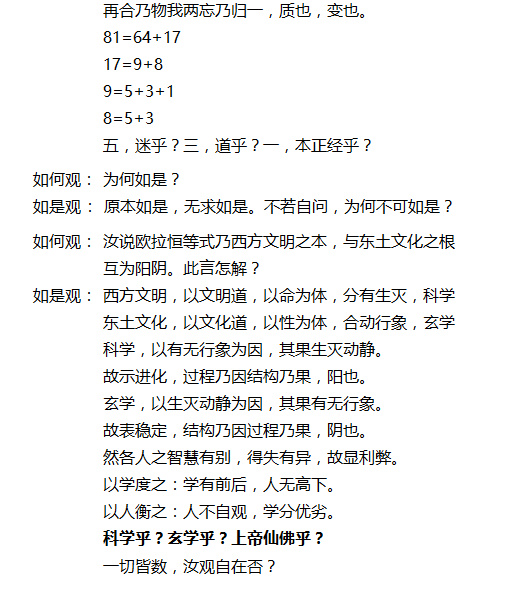 再合乃物我两忘乃归一，质也，变也。
81=64+17
17=9+8
9=5+3+1
8=5+3
五，迷乎？三，道乎？一，本正经乎？
如何观： 为何如是？
如是观： 原本如是，无求如是。不若自问，为何不可如是？
如何观： 汝说欧拉恒等式乃西方文明之本，与东土文化之根
互为阳阴。此言怎解？
如是观： 西方文明，以文明道，以命为体，分有生灭，科学
东土文化，以文化道，以性为体，合动行象，玄学
科学，以有无行象为因，其果生灭动静。
故示进化，过程乃因结构乃果，阳也。
玄学，以生灭动静为因，其果有无行象。
故表稳定，结构乃因过程乃果，阴也。
然各人之智慧有别，得失有异，故显利弊。
以学度之：学有前后，人无高下。
以人衡之：人不自观，学分优劣。
科学乎？玄学乎？上帝仙佛乎？
一切皆数，汝观自在否？